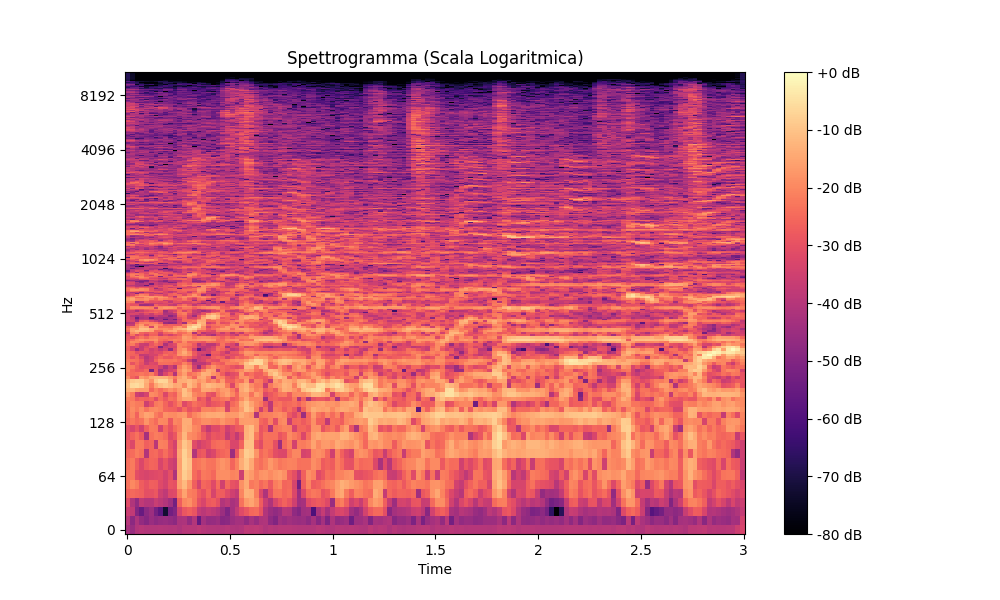 Spettrogramma (Scala Logaritmica)
Hz
8192
4096
2048
1024
512
256
128
64
0
0
0.5
1
1.5
2
2.5
3
Time
+0 dB
-10 dB
-20 dB
-30 dB
-40 dB
-50 dB
-60 dB
-70 dB
-80 dB